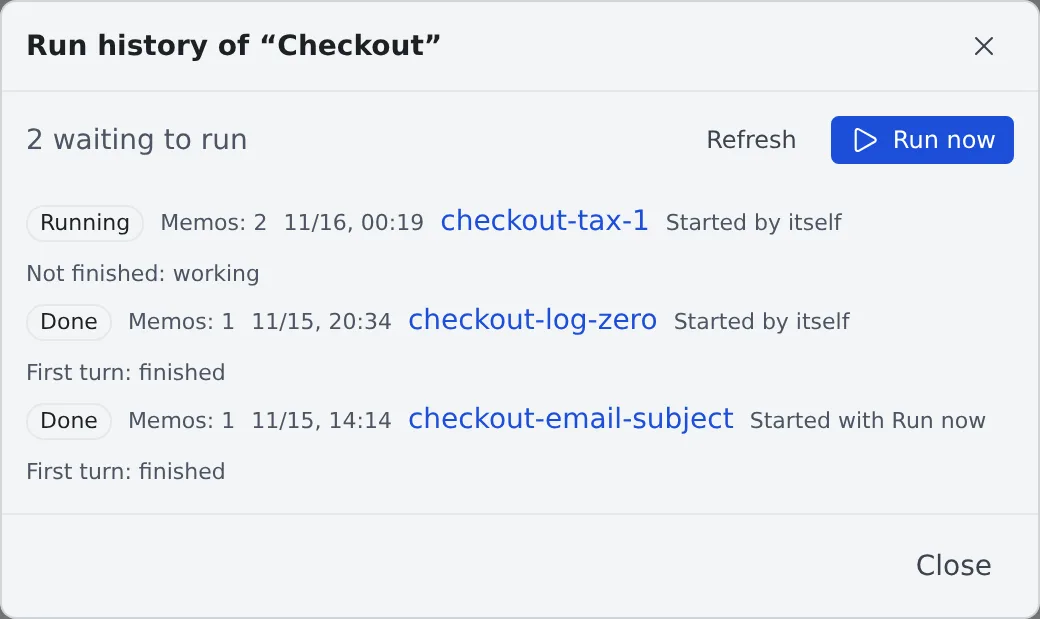 Run history of “Checkout”
2 waiting to run
Refresh
Run now
Running Memos: 2 11/16, 00:19 checkout-tax-1 Started by itself
Not finished: working
Done Memos: 1 11/15, 20:34 checkout-log-zero Started by itself
First turn: finished
Done Memos: 1 11/15, 14:14 checkout-email-subject Started with Run now
First turn: finished
Close